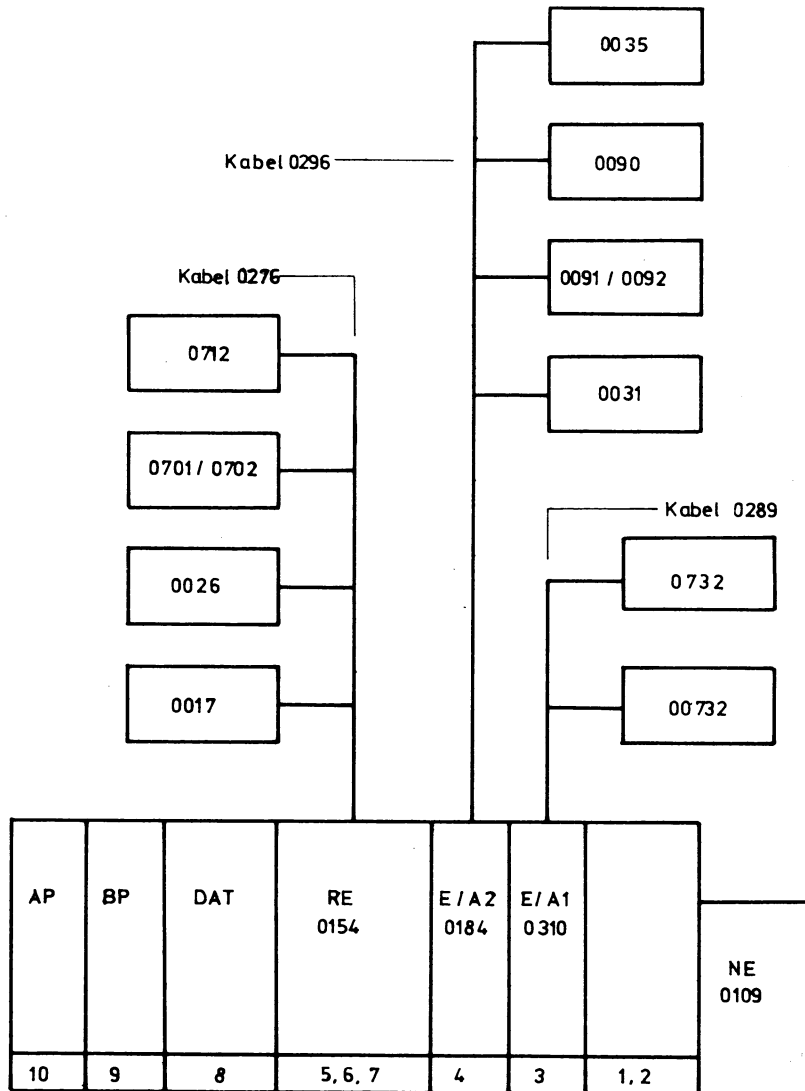 0035
Kabel 0296
0090
Kabel 0276
0091 / 0092
0712
0031
0701 / 0702
Kabel 0289
0026
0732
0017
00732
AP
BP
DAT
RE
0154
E / A2
0184
E / A1
0310
NE
0109
10
9
8
5, 6, 7
4
3
1, 2